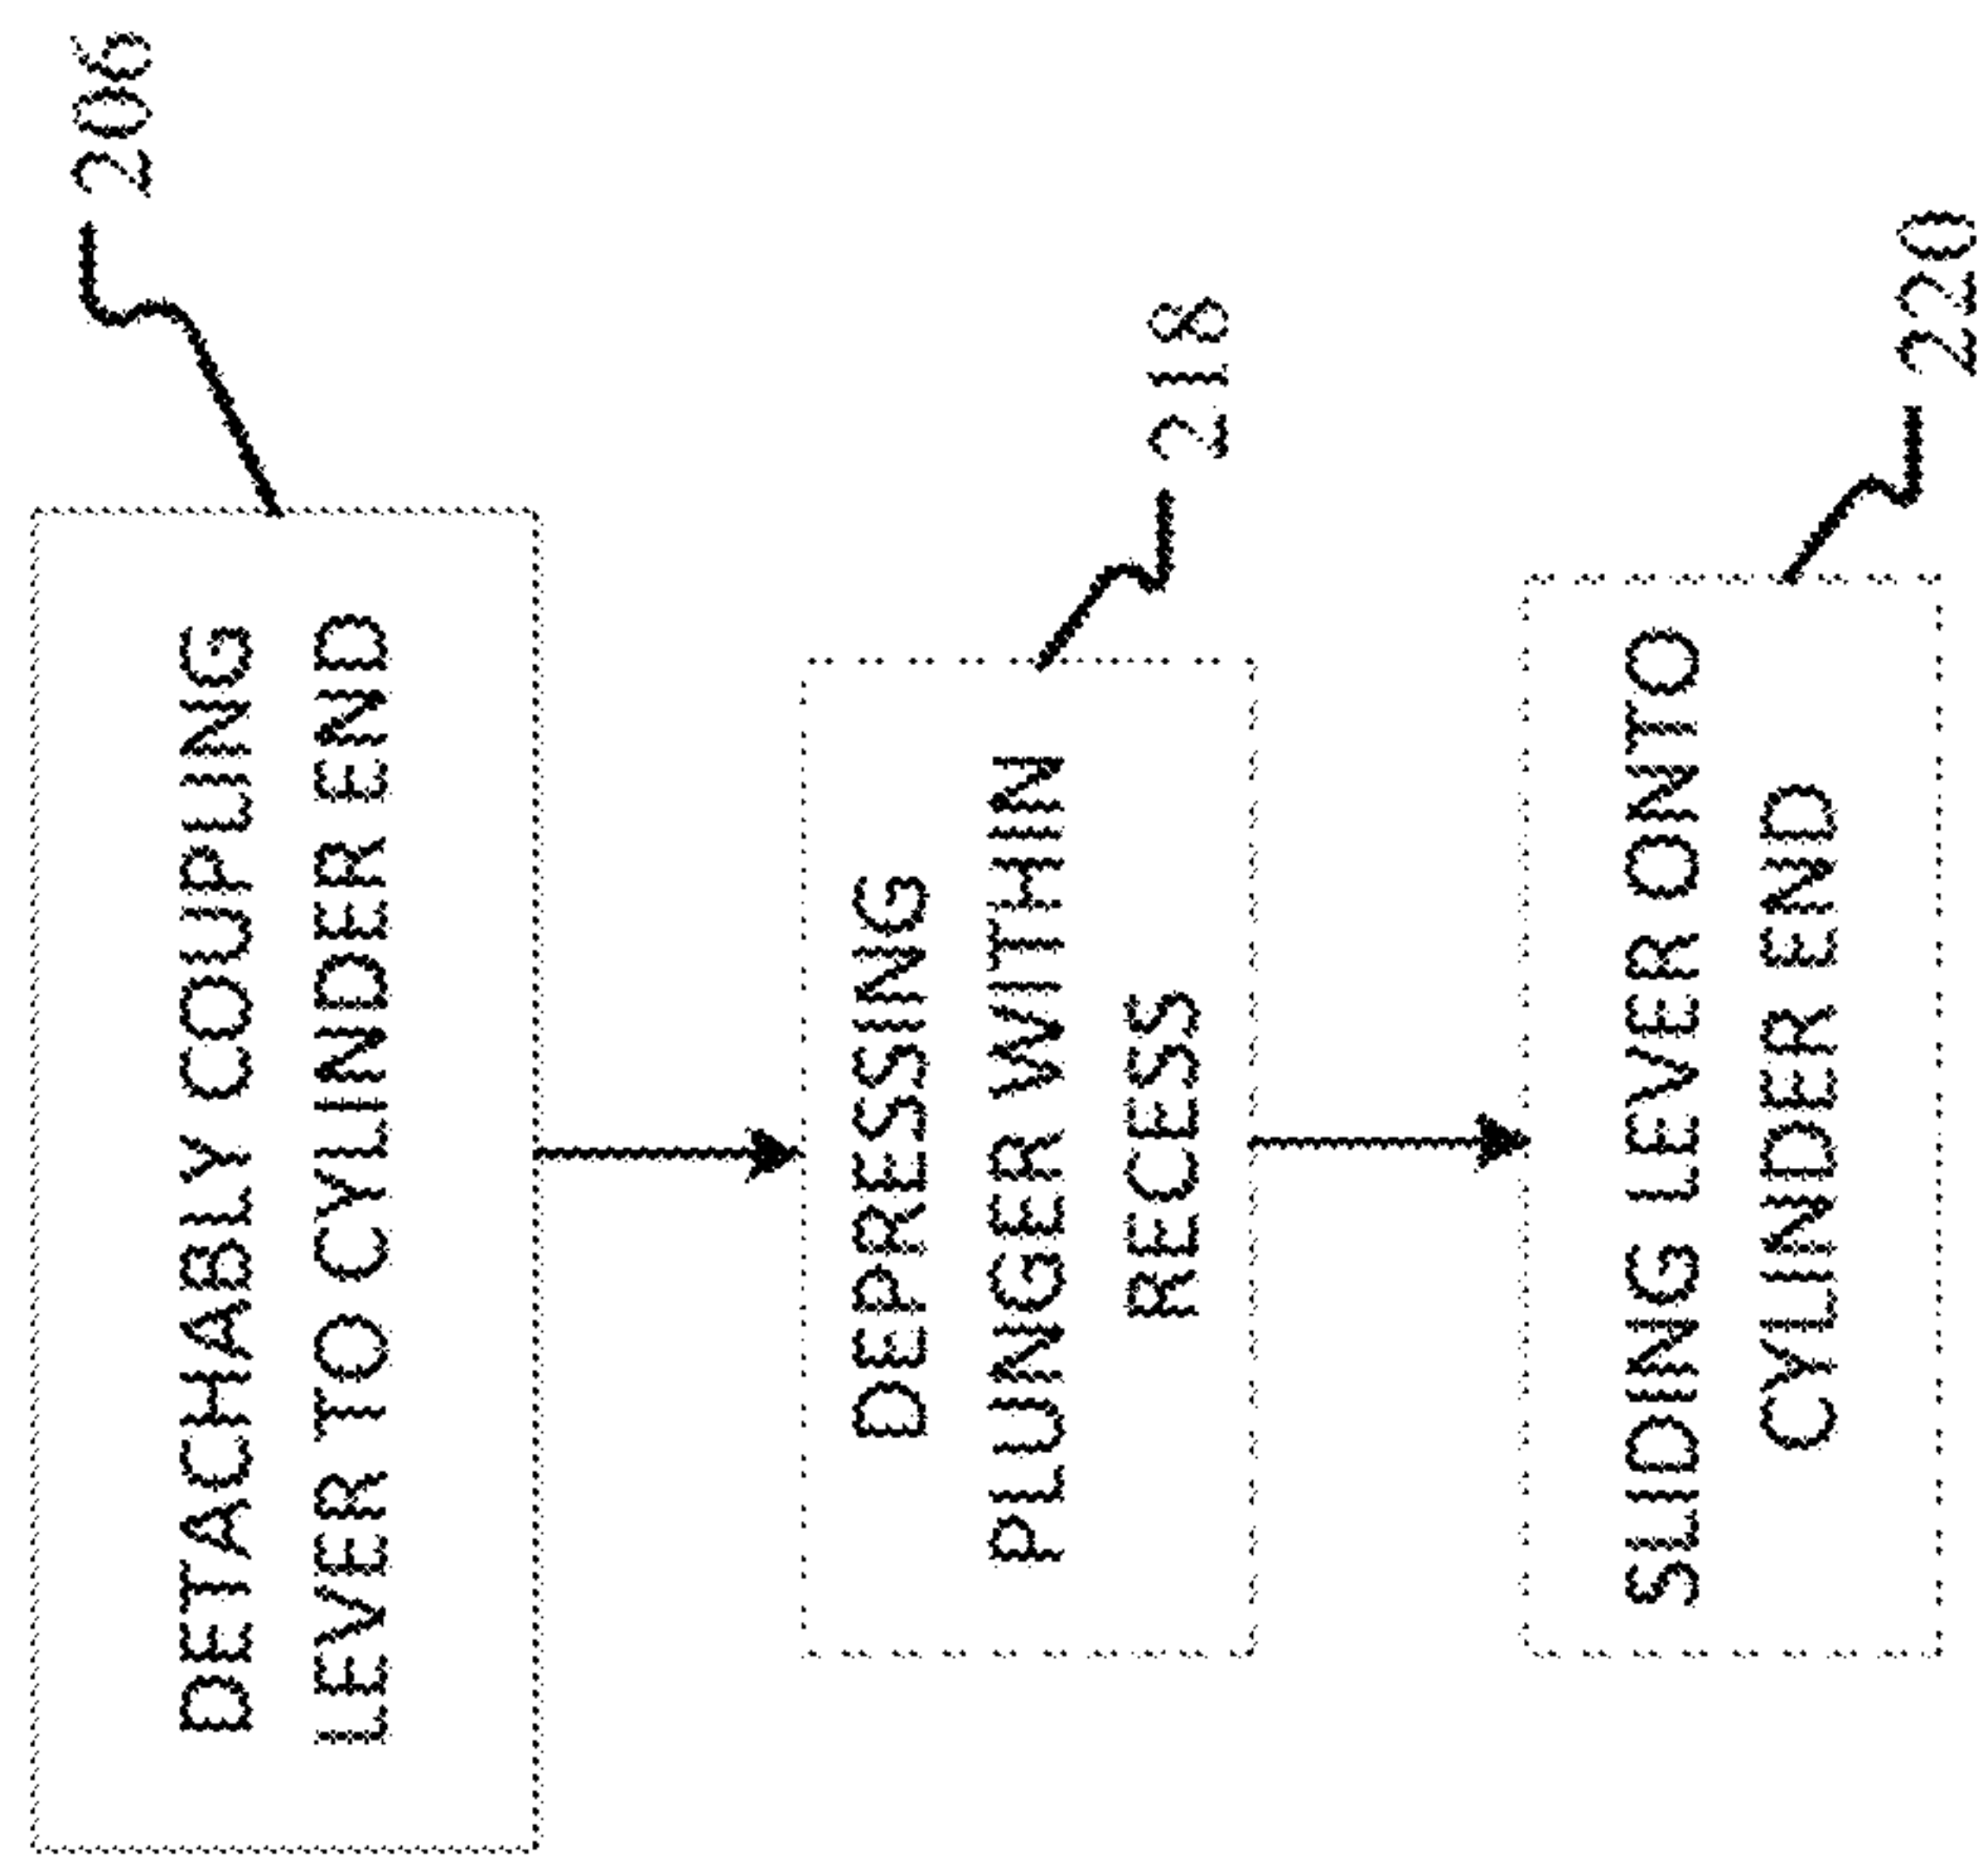 206
DETACHABLY COUPLING
LEVER TO CYLINDER END
218
DEPRESSING
PLUNGER WITHIN
RECESS
220
SLIDING LEVER ONTO
CYLINDER END